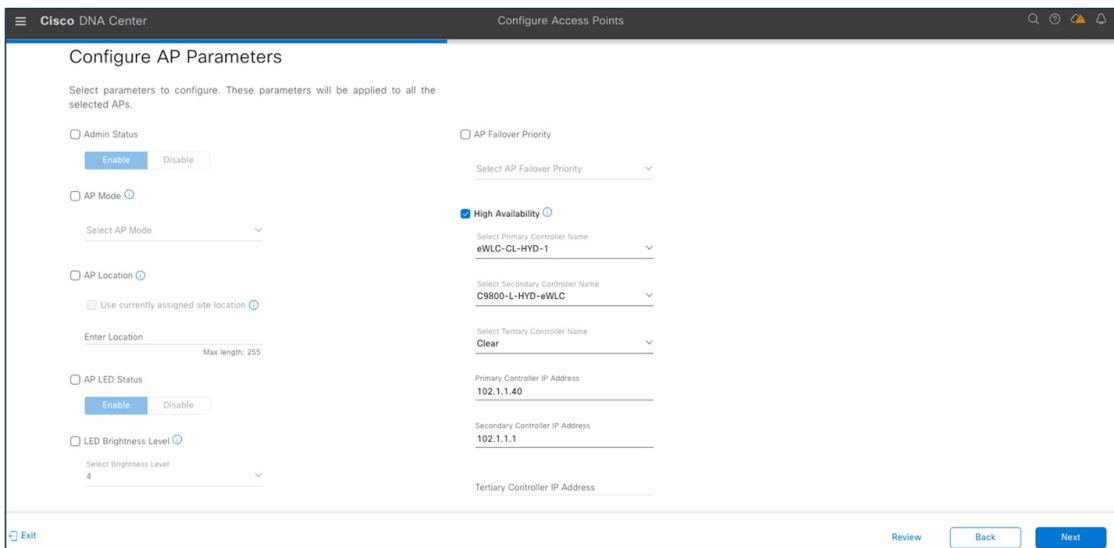 Cisco DNA Center
Configure Access Points
Configure AP Parameters
Select parameters to configure. These parameters will be applied to all the
selected APs.
Admin Status
Enable Disable
AP Mode
Select AP Mode
AP Location
Use currently assigned site location
Enter Location
Max length: 255
AP LED Status
Enable Disable
LED Brightness Level
Select Brightness Level
4
AP Failover Priority
Select AP Failover Priority
High Availability
Select Primary Controller Name
eWLC-CL-HYD-1
Select Secondary Controller Name
C9800-L-HYD-eWLC
Select Tertiary Controller Name
Clear
Primary Controller IP Address
102.1.1.40
Secondary Controller IP Address
102.1.1.1
Tertiary Controller IP Address
Exit
Review Back Next